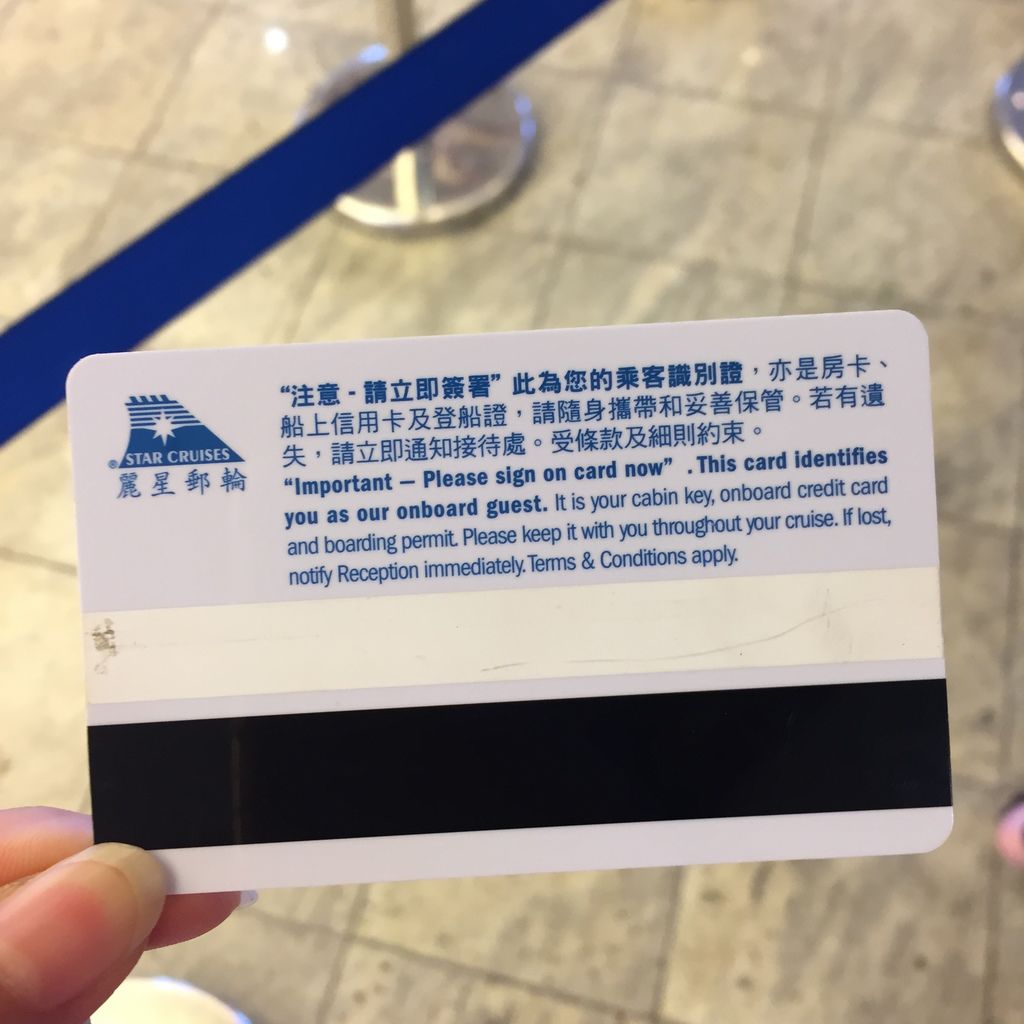 STAR CRUISES
麗星郵輪
“注意 - 請立即簽署” 此為您的乘客識別證，亦是房卡、
船上信用卡及登船證，請隨身攜帶和妥善保管。若有遺
失，請立即通知接待處。受條款及細則約束。
“Important – Please sign on card now” . This card identifies
you as our onboard guest. It is your cabin key, onboard credit card
and boarding permit. Please keep it with you throughout your cruise. If lost,
notify Reception immediately. Terms & Conditions apply.